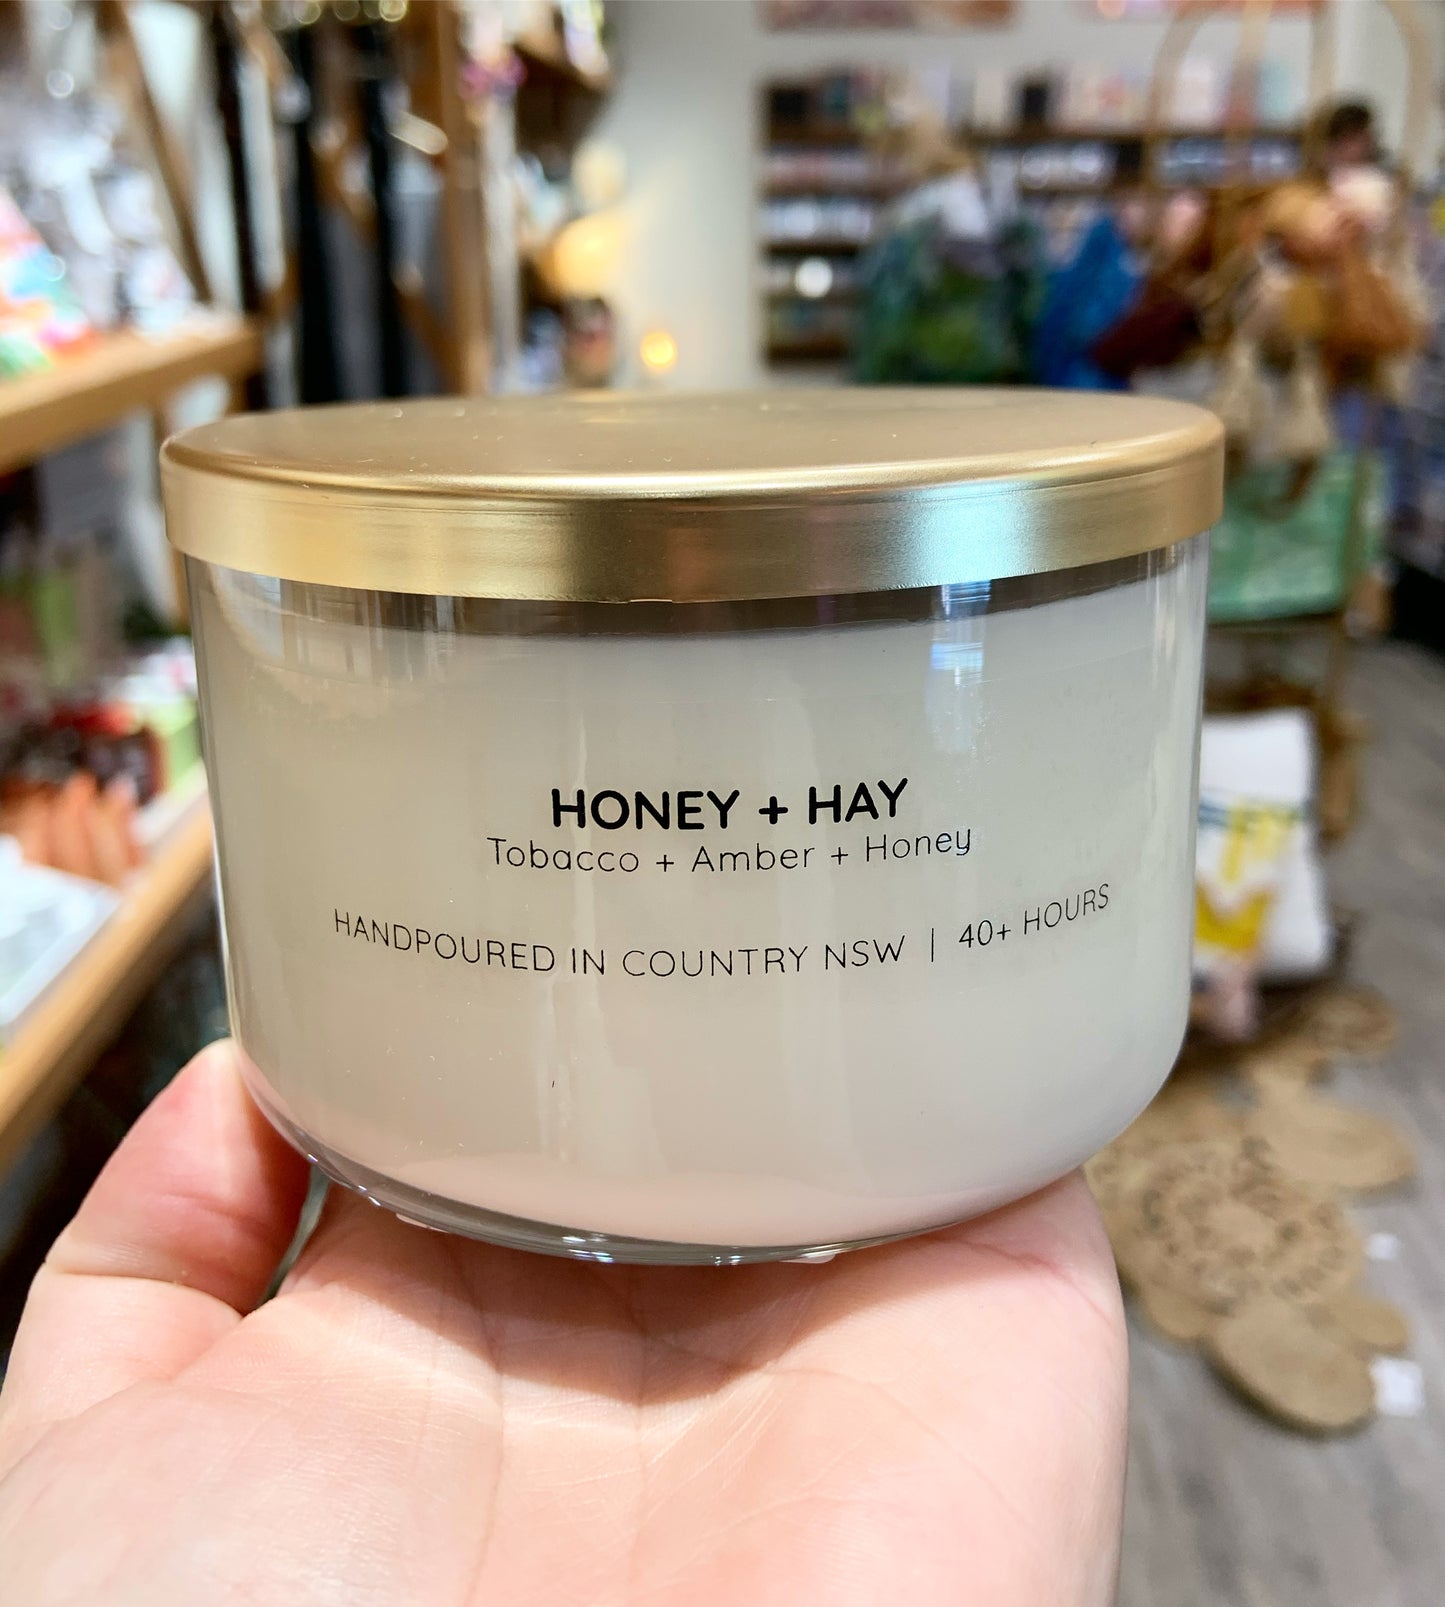 HONEY + HAY
Tobacco + Amber + Honey
HANDPOURED IN COUNTRY NSW | 40+ HOURS